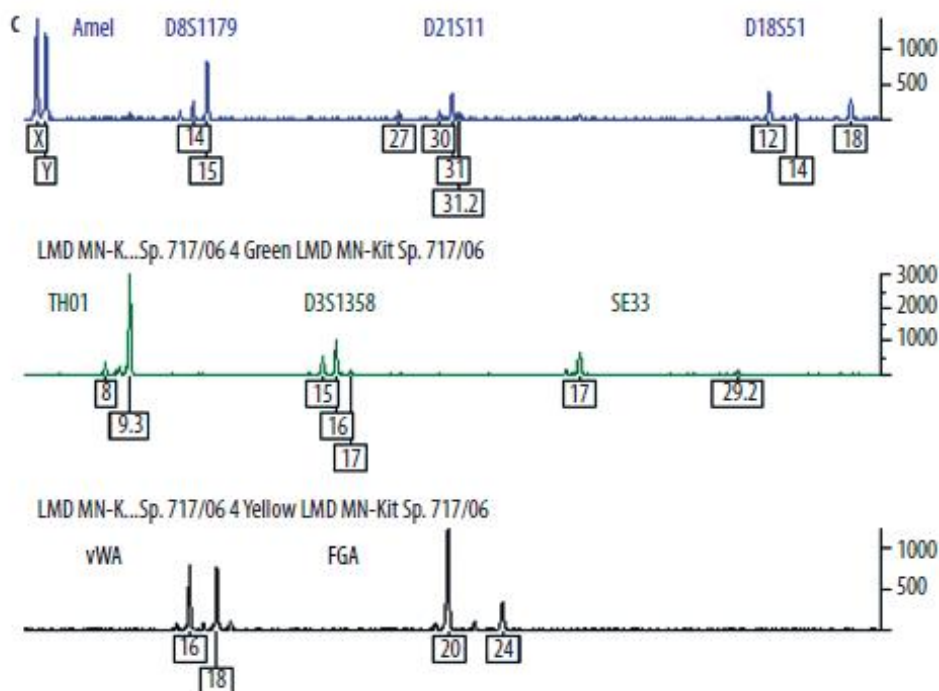 C Amel D8S1179 D21S11 D18S51
1000
500
X 14 27 30 12 14 18
Y 15 31
31.2
LMD MN-K...Sp. 717/06 4 Green LMD MN-Kit Sp. 717/06
3000
TH01 D3S1358 SE33
2000
1000
8 15 17 29.2
9.3 16
17
LMD MN-K...Sp. 717/06 4 Yellow LMD MN-Kit Sp. 717/06
vWA FGA
1000
500
16 20 24
18